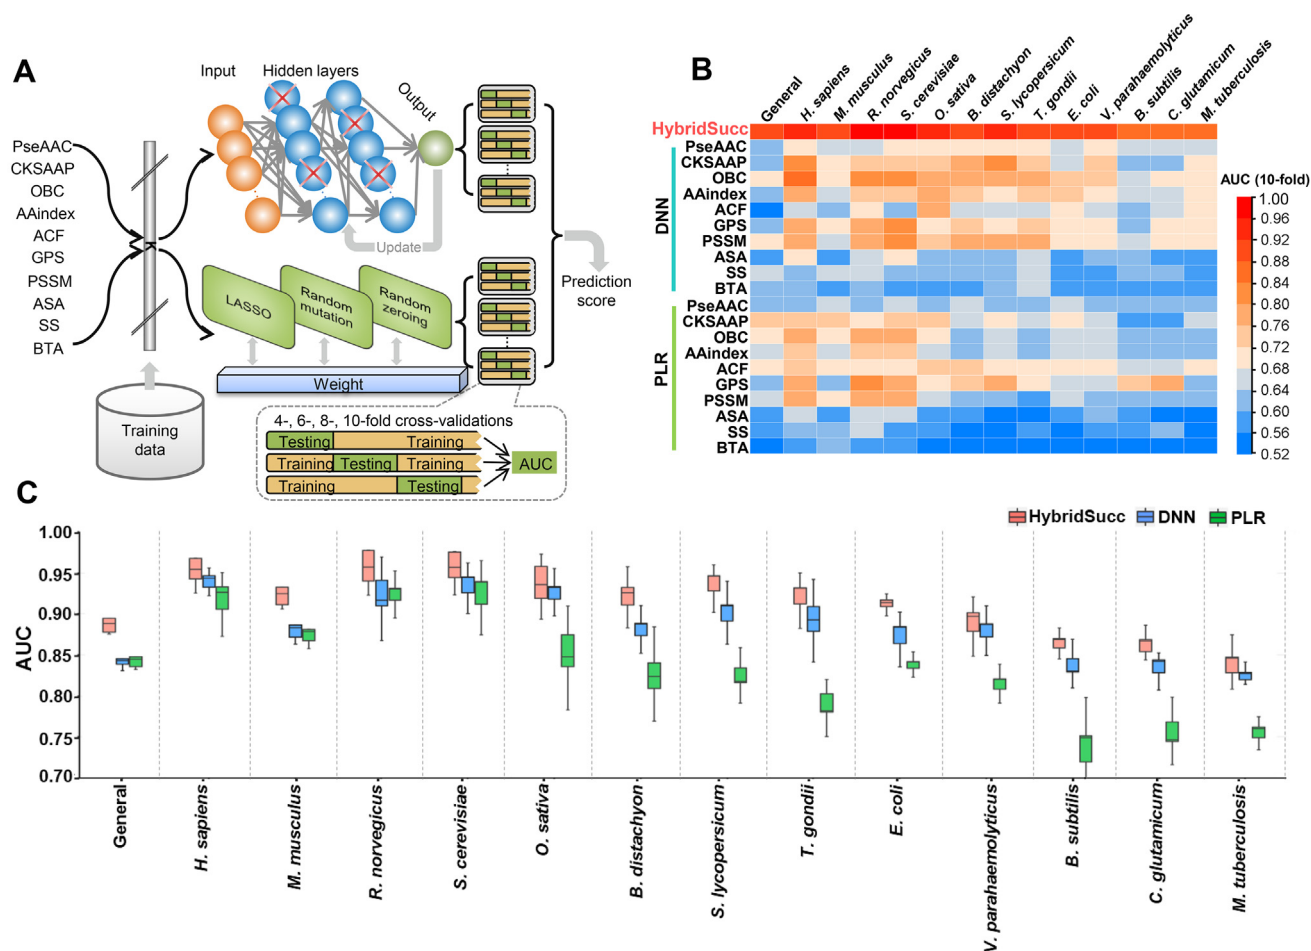 A
Input
Hidden layers
Output
PseAAC
CKSAAP
OBC
AAindex
ACF
GPS
PSSM
ASA
SS
BTA
K
Update
LASSO
Random
mutation
Random
zeroing
Weight
Prediction
score
Training
data
4-, 6-, 8-, 10-fold cross-validations
Testing Training
Training Testing Training
Training Testing
AUC
B
General
H. sapiens
M. musculus
R. norvegicus
S. cerevisiae
O. sativa
B. distachyon
S. lycopersicum
T. gondii
E. coli
V. parahaemolyticus
B. subtilis
C. glutamicum
M. tuberculosis
HybridSucc
DNN
PseAAC
CKSAAP
OBC
AAindex
ACF
GPS
PSSM
ASA
SS
BTA
PLR
PseAAC
CKSAAP
OBC
AAindex
ACF
GPS
PSSM
ASA
SS
BTA
AUC (10-fold)
1.00
0.96
0.92
0.88
0.84
0.80
0.76
0.72
0.68
0.64
0.60
0.56
0.52
C
HybridSucc DNN PLR
AUC
1.00
0.95
0.90
0.85
0.80
0.75
0.70
General
H. sapiens
M. musculus
R. norvegicus
S. cerevisiae
O. sativa
B. distachyon
S. lycopersicum
T. gondii
E. coli
V. parahaemolyticus
B. subtilis
C. glutamicum
M. tuberculosis